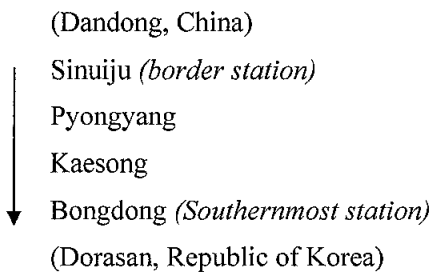 (Dandong, China)
Sinuiju (border station)
Pyongyang
Kaesong
Bongdong (Southernmost station)
(Dorasan, Republic of Korea)